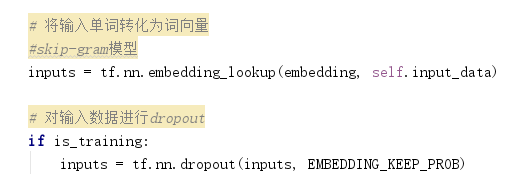 # 将输入单词转化为词向量
#skip-gram模型
inputs = tf.nn.embedding_lookup(embedding, self.input_data)
# 对输入数据进行dropout
if is_training:
    inputs = tf.nn.dropout(inputs, EMBEDDING_KEEP_PROB)